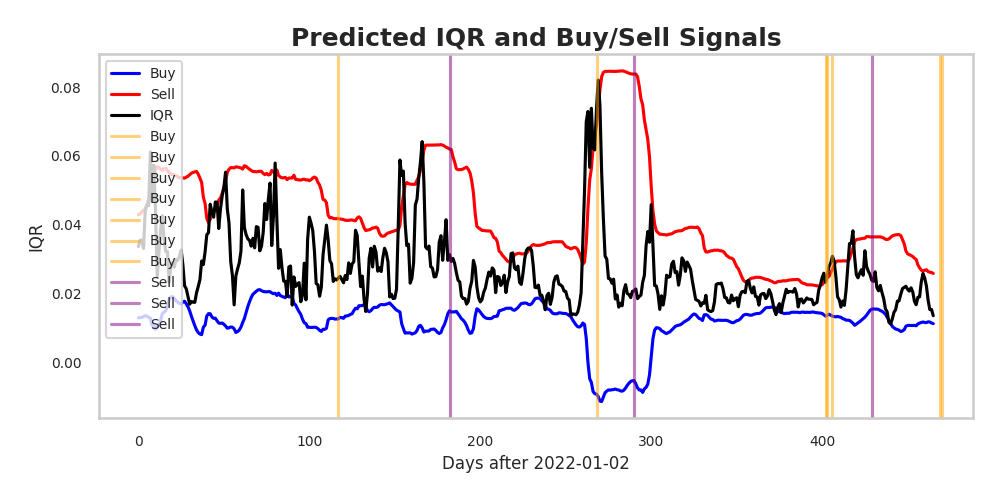 Predicted IQR and Buy/Sell Signals
Buy
Sell
IQR
Buy
Buy
Buy
Buy
Buy
Buy
Buy
Sell
Sell
Sell
0.08
0.06
0.04
0.02
0.00
IQR
0
100
200
300
400
Days after 2022-01-02